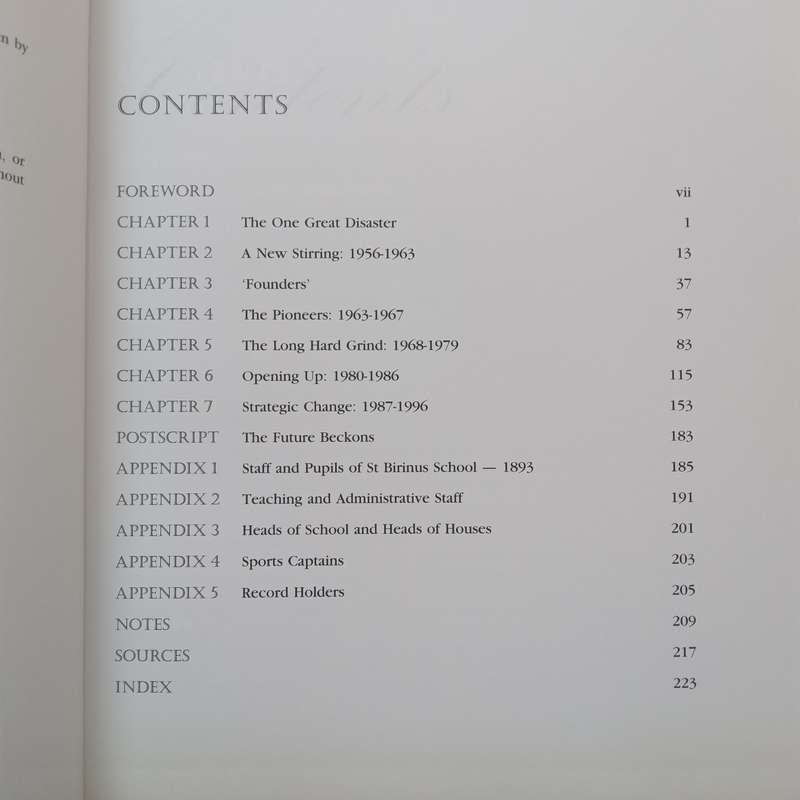 n by
, or
hout
CONTENTS
FOREWORD vii
CHAPTER 1 The One Great Disaster 1
CHAPTER 2 A New Stirring: 1956-1963 13
CHAPTER 3 ‘Founders’ 37
CHAPTER 4 The Pioneers: 1963-1967 57
CHAPTER 5 The Long Hard Grind: 1968-1979 83
CHAPTER 6 Opening Up: 1980-1986 115
CHAPTER 7 Strategic Change: 1987-1996 153
POSTSCRIPT The Future Beckons 183
APPENDIX 1 Staff and Pupils of St Birinus School — 1893 185
APPENDIX 2 Teaching and Administrative Staff 191
APPENDIX 3 Heads of School and Heads of Houses 201
APPENDIX 4 Sports Captains 203
APPENDIX 5 Record Holders 205
NOTES 209
SOURCES 217
INDEX 223